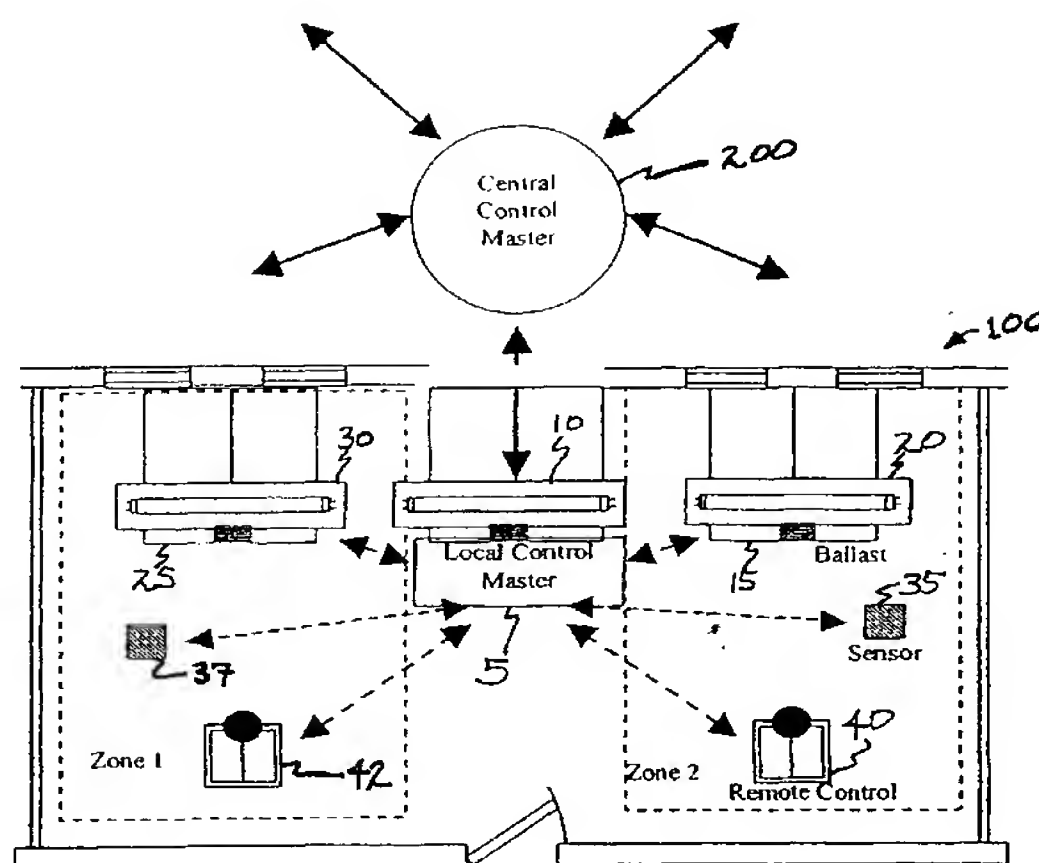 Central
Control
Master
200
100
30
10
20
25
Local Control
Master
15
Ballast
35
37
5
Sensor
Zone 1
42
Zone 2
40
Remote Control